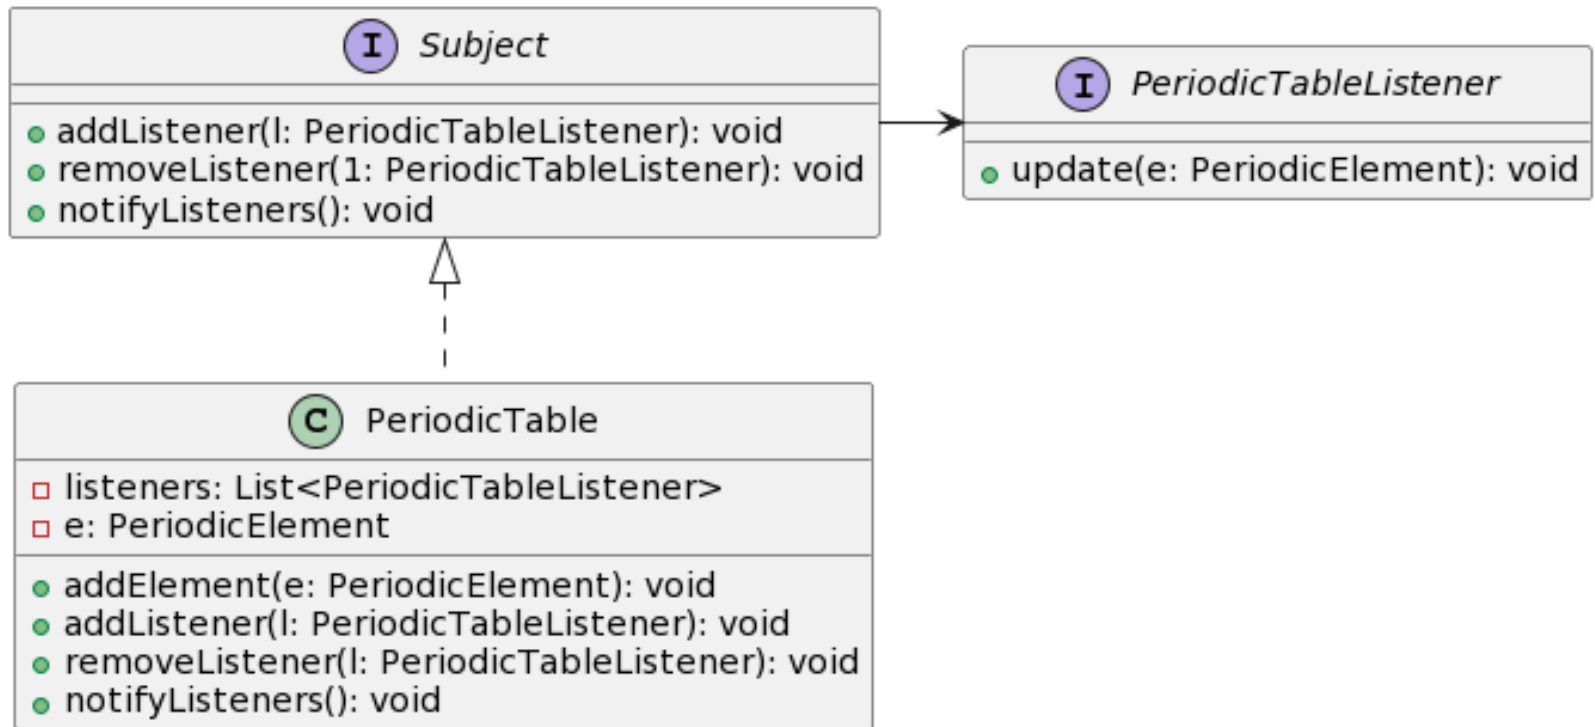 I Subject
addListener(l: PeriodicTableListener): void
removeListener(1: PeriodicTableListener): void
notifyListeners(): void
I PeriodicTableListener
update(e: PeriodicElement): void
C PeriodicTable
listeners: List<PeriodicTableListener>
e: PeriodicElement
addElement(e: PeriodicElement): void
addListener(l: PeriodicTableListener): void
removeListener(l: PeriodicTableListener): void
notifyListeners(): void